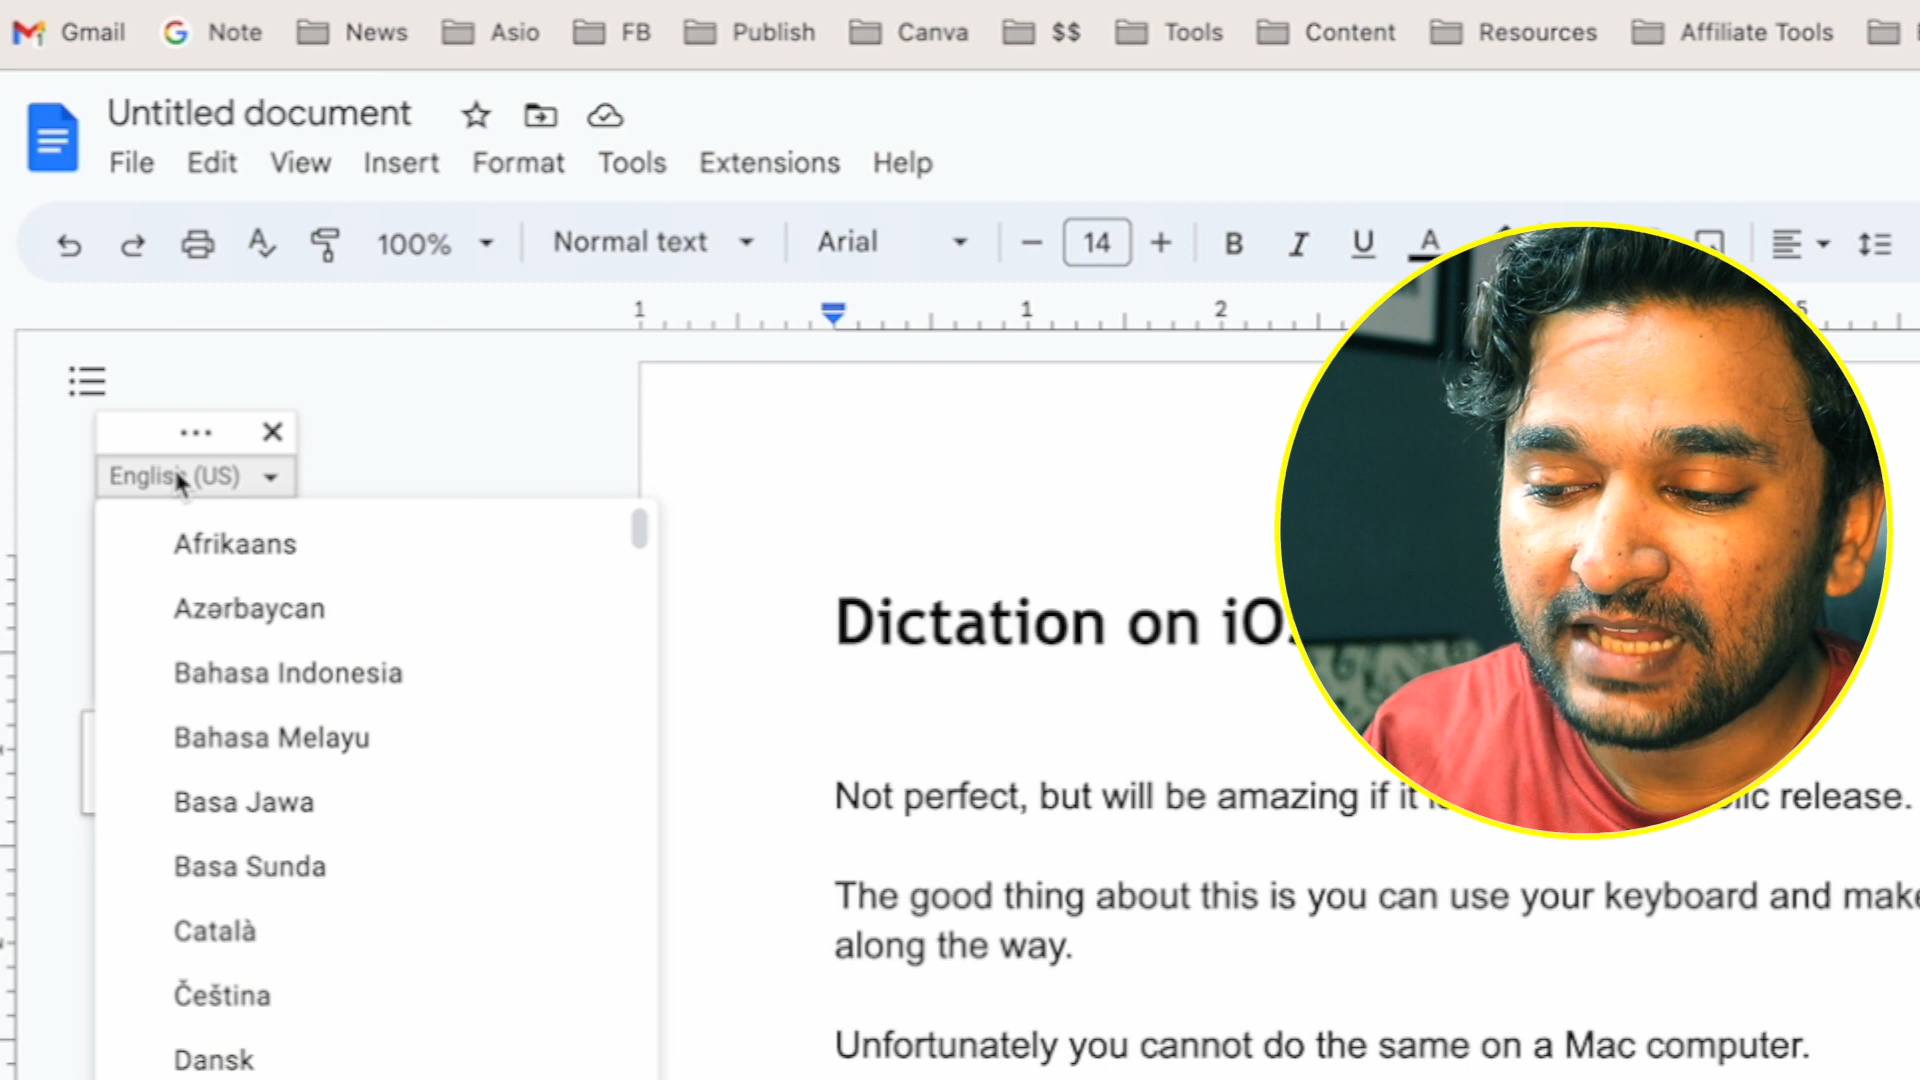 Gmail Note News Asio FB Publish Canva $$ Tools Content Resources Affiliate Tools
Untitled document
File Edit View Insert Format Tools Extensions Help
100% Normal text Arial 14 B I U A
1 1 2
English (US)
Afrikaans
Azərbaycan
Bahasa Indonesia
Bahasa Melayu
Basa Jawa
Basa Sunda
Català
Čeština
Dansk
Dictation on
Not perfect, but will be amazing if it release.
The good thing about this is you can use your keyboard and make
along the way.
Unfortunately you cannot do the same on a Mac computer.